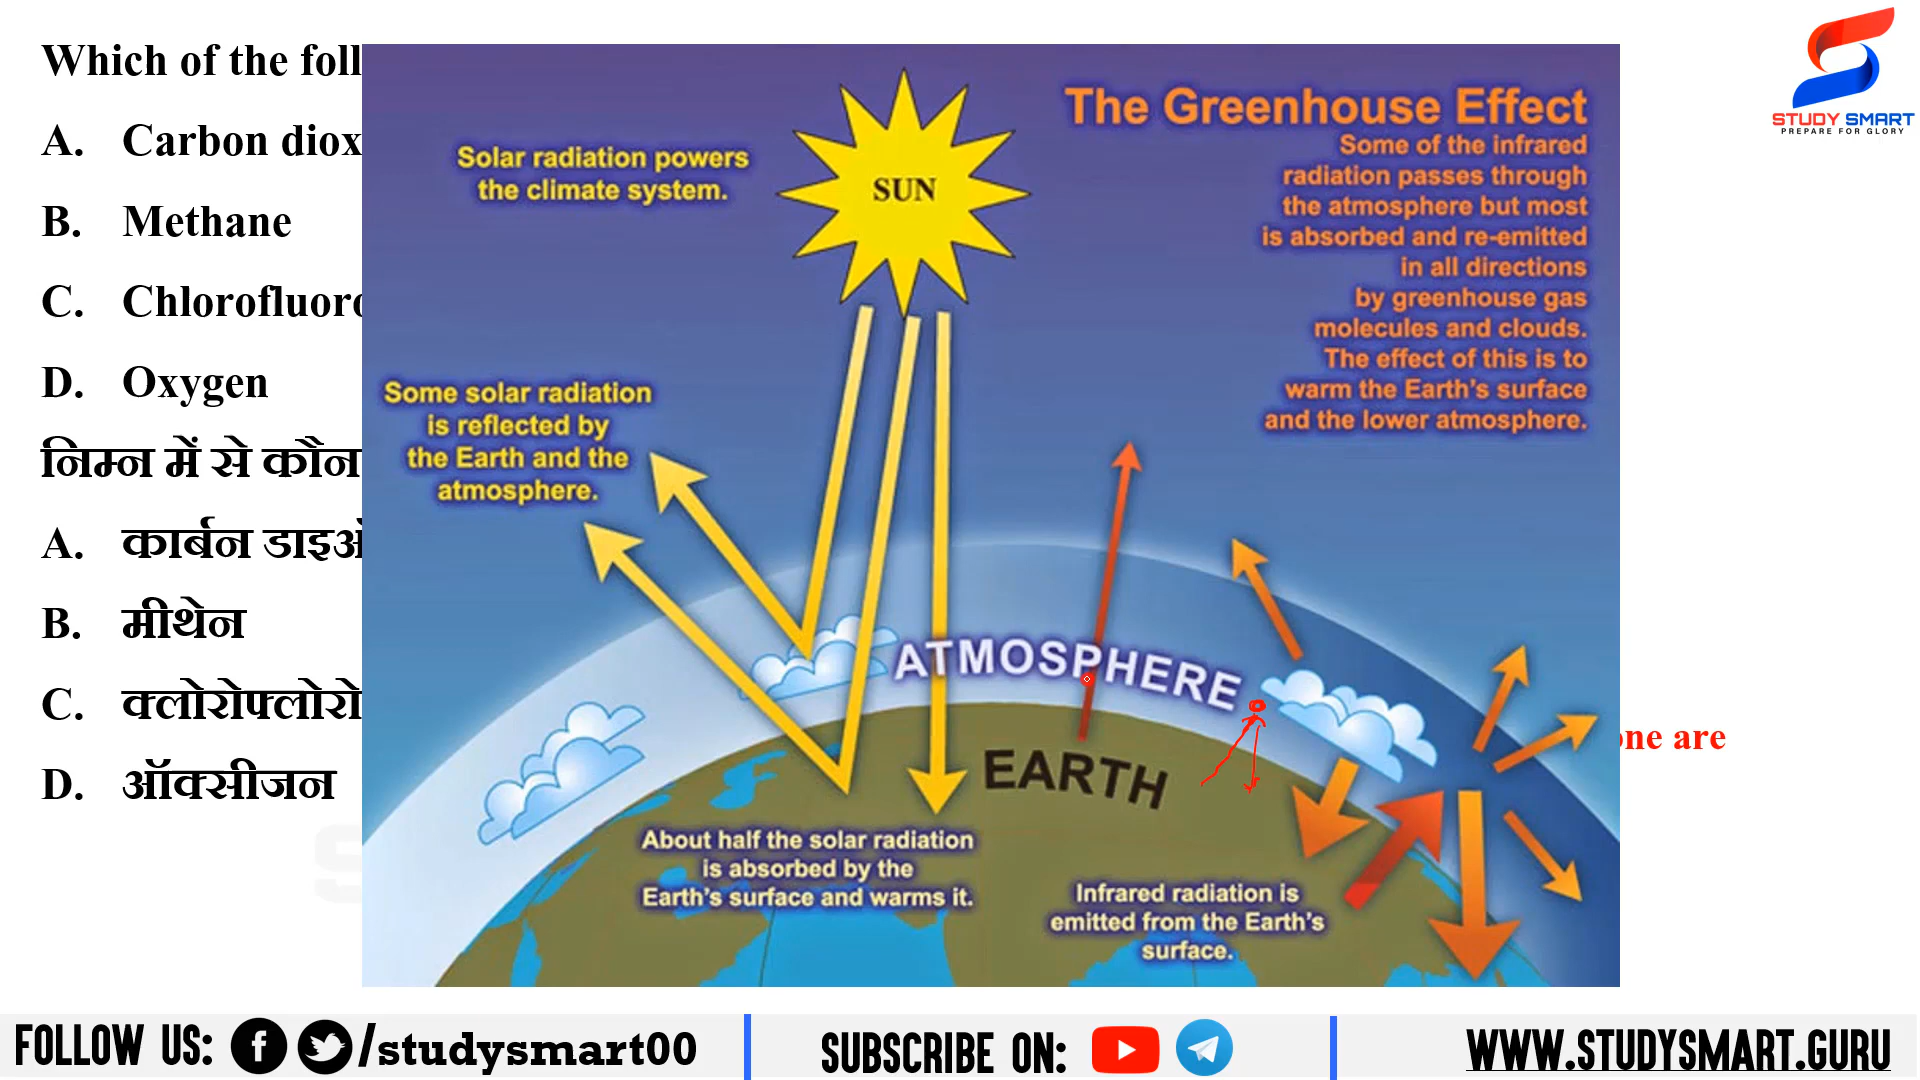 Which of the foll
A. Carbon diox
B. Methane
C. Chlorofluoro
D. Oxygen
निम्न में से कौन
A. कार्बन डाइऑ
B. मीथेन
C. क्लोरोफ्लोरो
D. ऑक्सीजन
STUDY SMART
PREPARE FOR GLORY
The Greenhouse Effect
Some of the infrared
radiation passes through
the atmosphere but most
is absorbed and re-emitted
in all directions
by greenhouse gas
molecules and clouds.
The effect of this is to
warm the Earth's surface
and the lower atmosphere.
Solar radiation powers
the climate system.
SUN
Some solar radiation
is reflected by
the Earth and the
atmosphere.
ATMOSPHERE
EARTH
About half the solar radiation
is absorbed by the
Earth's surface and warms it.
Infrared radiation is
emitted from the Earth's
surface.
one are
FOLLOW US: /studysmart00
SUBSCRIBE ON:
WWW.STUDYSMART.GURU